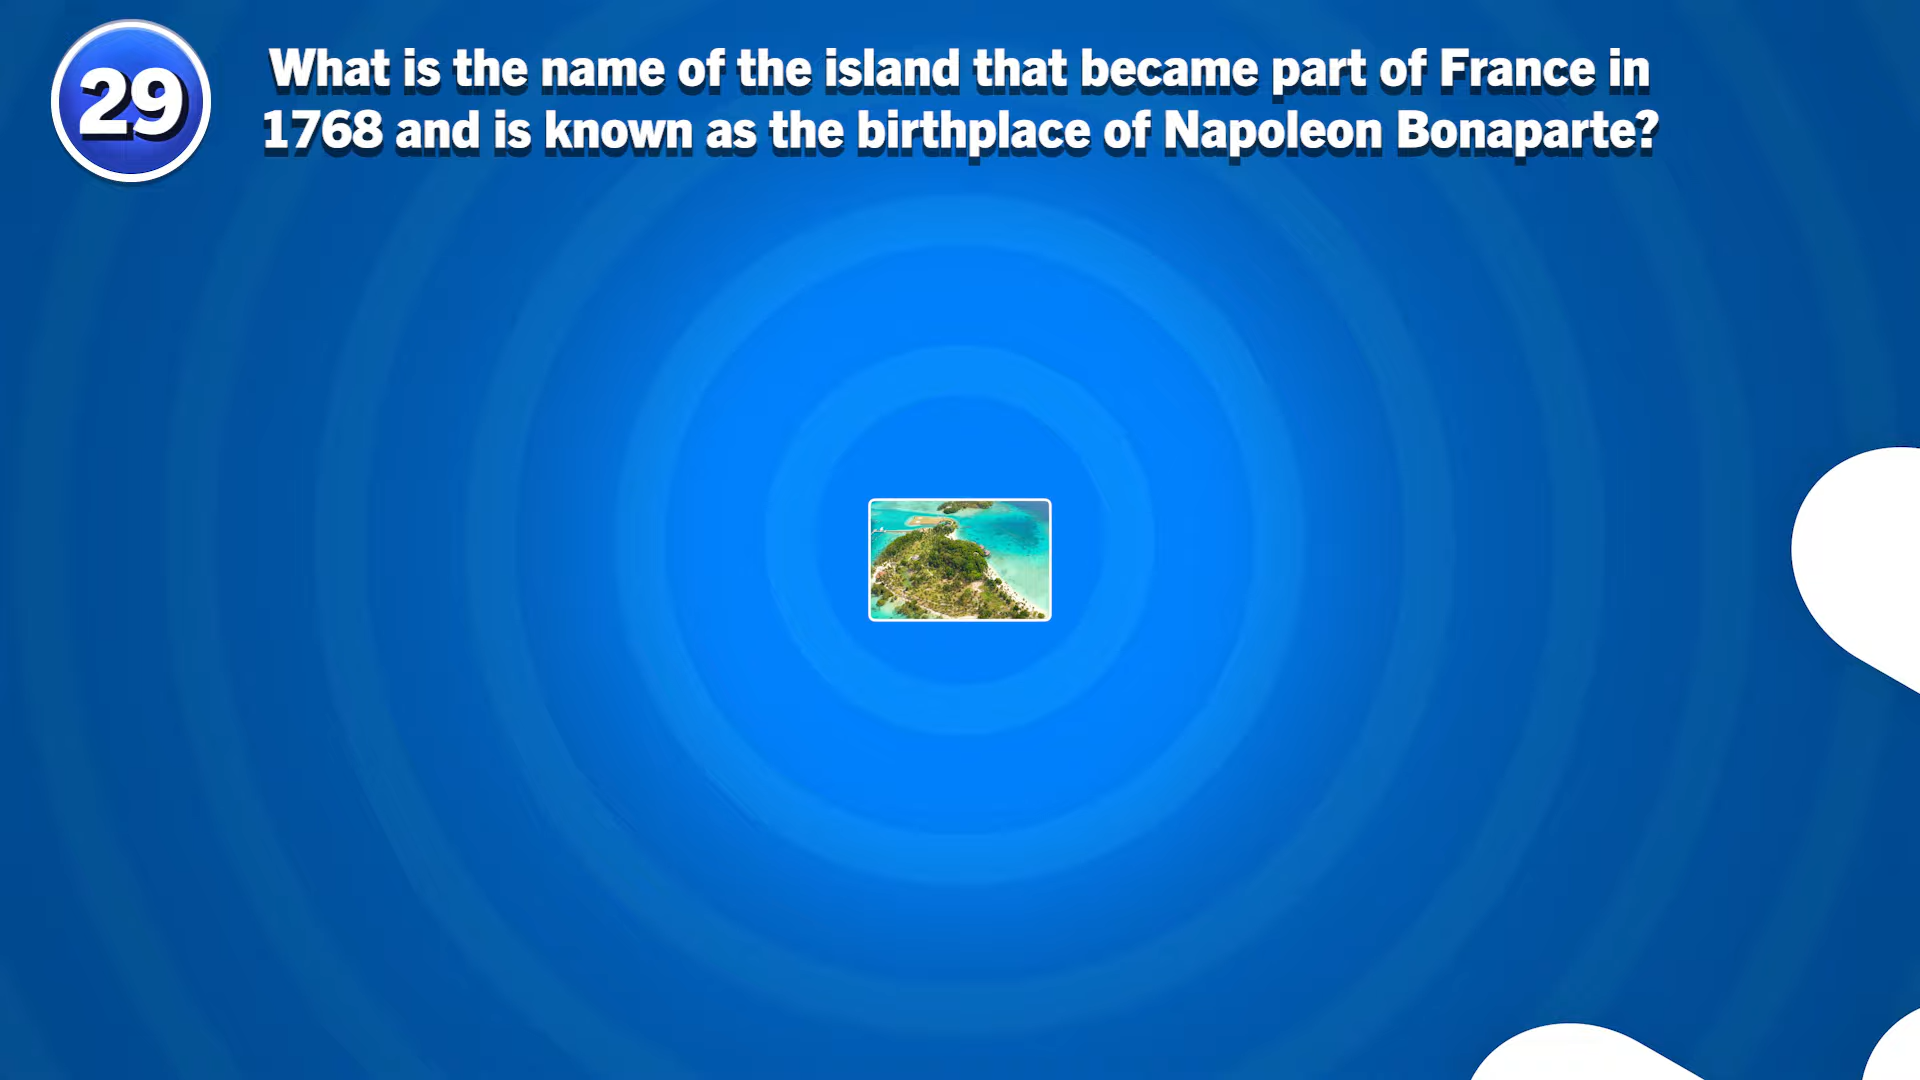 29
What is the name of the island that became part of France in
1768 and is known as the birthplace of Napoleon Bonaparte?